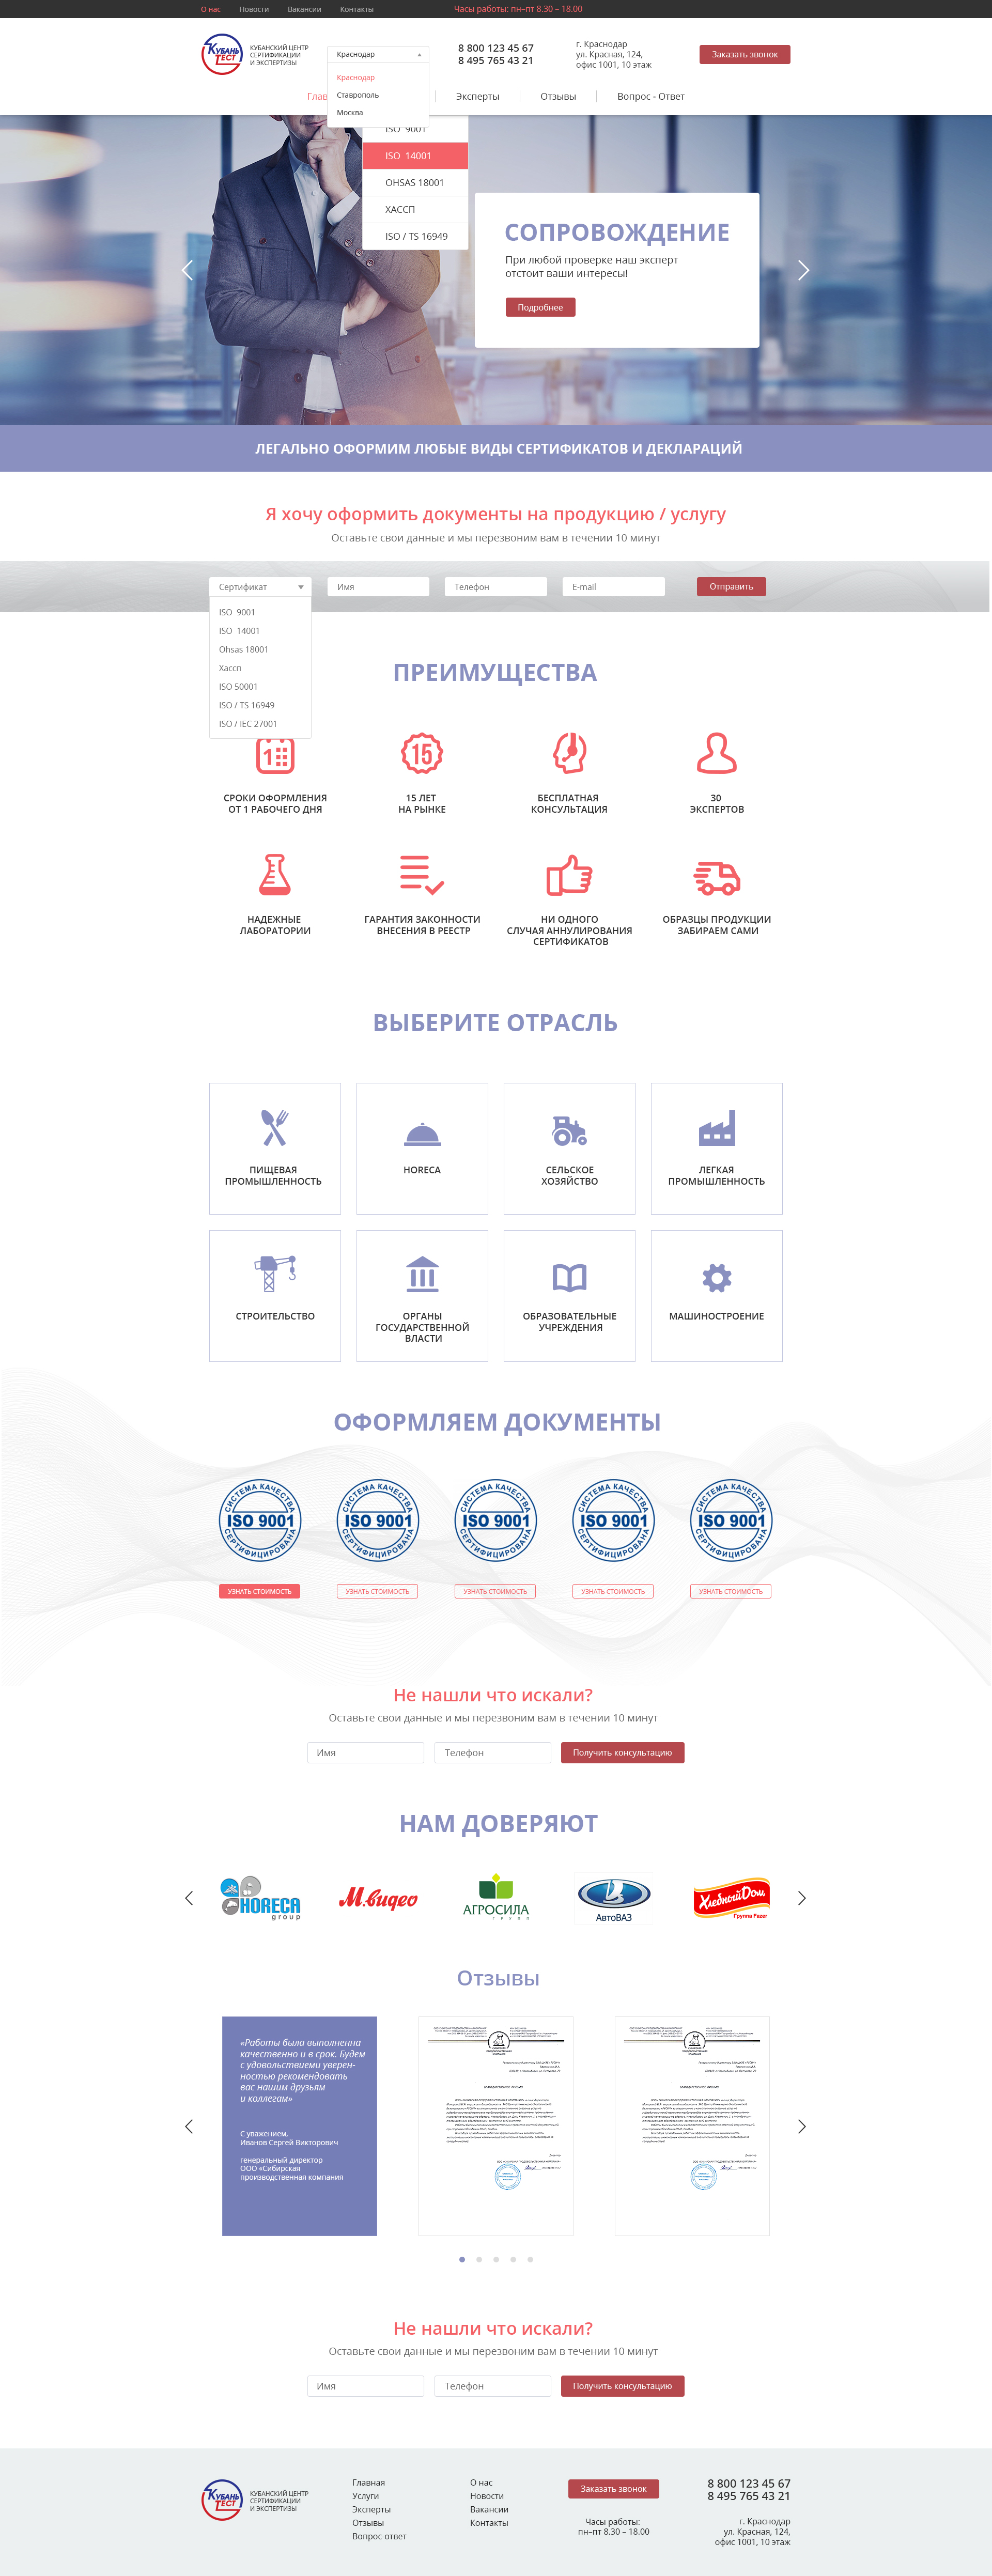 О нас
Новости
Вакансии
Контакты
Часы работы: пн–пт 8.30 – 18.00
Кубань
ТЕСТ
КУБАНСКИЙ ЦЕНТР
СЕРТИФИКАЦИИ
И ЭКСПЕРТИЗЫ
Краснодар
Краснодар
Ставрополь
Москва
8 800 123 45 67
8 495 765 43 21
г. Краснодар
ул. Красная, 124,
офис 1001, 10 этаж
Заказать звонок
Глав
Эксперты
Отзывы
Вопрос - Ответ
ISO 9001
ISO 14001
OHSAS 18001
ХАССП
ISO / TS 16949
СОПРОВОЖДЕНИЕ
При любой проверке наш эксперт
отстоит ваши интересы!
Подробнее
ЛЕГАЛЬНО ОФОРМИМ ЛЮБЫЕ ВИДЫ СЕРТИФИКАТОВ И ДЕКЛАРАЦИЙ
Я хочу оформить документы на продукцию / услугу
Оставьте свои данные и мы перезвоним вам в течении 10 минут
Сертификат
Имя
Телефон
E-mail
Отправить
ISO 9001
ISO 14001
Ohsas 18001
Хассп
ISO 50001
ISO / TS 16949
ISO / IEC 27001
ПРЕИМУЩЕСТВА
1
15
СРОКИ ОФОРМЛЕНИЯ
ОТ 1 РАБОЧЕГО ДНЯ
15 ЛЕТ
НА РЫНКЕ
БЕСПЛАТНАЯ
КОНСУЛЬТАЦИЯ
30
ЭКСПЕРТОВ
НАДЕЖНЫЕ
ЛАБОРАТОРИИ
ГАРАНТИЯ ЗАКОННОСТИ
ВНЕСЕНИЯ В РЕЕСТР
НИ ОДНОГО
СЛУЧАЯ АННУЛИРОВАНИЯ
СЕРТИФИКАТОВ
ОБРАЗЦЫ ПРОДУКЦИИ
ЗАБИРАЕМ САМИ
ВЫБЕРИТЕ ОТРАСЛЬ
ПИЩЕВАЯ
ПРОМЫШЛЕННОСТЬ
HORECA
СЕЛЬСКОЕ
ХОЗЯЙСТВО
ЛЕГКАЯ
ПРОМЫШЛЕННОСТЬ
СТРОИТЕЛЬСТВО
ОРГАНЫ
ГОСУДАРСТВЕННОЙ
ВЛАСТИ
ОБРАЗОВАТЕЛЬНЫЕ
УЧРЕЖДЕНИЯ
МАШИНОСТРОЕНИЕ
ОФОРМЛЯЕМ ДОКУМЕНТЫ
СИСТЕМА КАЧЕСТВА
ISO 9001
СЕРТИФИЦИРОВАНА
СИСТЕМА КАЧЕСТВА
ISO 9001
СЕРТИФИЦИРОВАНА
СИСТЕМА КАЧЕСТВА
ISO 9001
СЕРТИФИЦИРОВАНА
СИСТЕМА КАЧЕСТВА
ISO 9001
СЕРТИФИЦИРОВАНА
СИСТЕМА КАЧЕСТВА
ISO 9001
СЕРТИФИЦИРОВАНА
УЗНАТЬ СТОИМОСТЬ
УЗНАТЬ СТОИМОСТЬ
УЗНАТЬ СТОИМОСТЬ
УЗНАТЬ СТОИМОСТЬ
УЗНАТЬ СТОИМОСТЬ
Не нашли что искали?
Оставьте свои данные и мы перезвоним вам в течении 10 минут
Имя
Телефон
Получить консультацию
НАМ ДОВЕРЯЮТ
HORECA
group
М.видео
АГРОСИЛА
ГРУПП
АвтоВАЗ
Хлебный Дом
Группа Fazer
Отзывы
«Работы была выполненна
качественно и в срок. Будем
с удовольствиеми уверен-
ностью рекомендовать
вас нашим друзьям
и коллегам»
С уважением,
Иванов Сергей Викторович
генеральный директор
ООО «Сибирская
производственная компания
Не нашли что искали?
Оставьте свои данные и мы перезвоним вам в течении 10 минут
Имя
Телефон
Получить консультацию
Кубань
ТЕСТ
КУБАНСКИЙ ЦЕНТР
СЕРТИФИКАЦИИ
И ЭКСПЕРТИЗЫ
Главная
Услуги
Эксперты
Отзывы
Вопрос-ответ
О нас
Новости
Вакансии
Контакты
Заказать звонок
Часы работы:
пн–пт 8.30 – 18.00
8 800 123 45 67
8 495 765 43 21
г. Краснодар
ул. Красная, 124,
офис 1001, 10 этаж